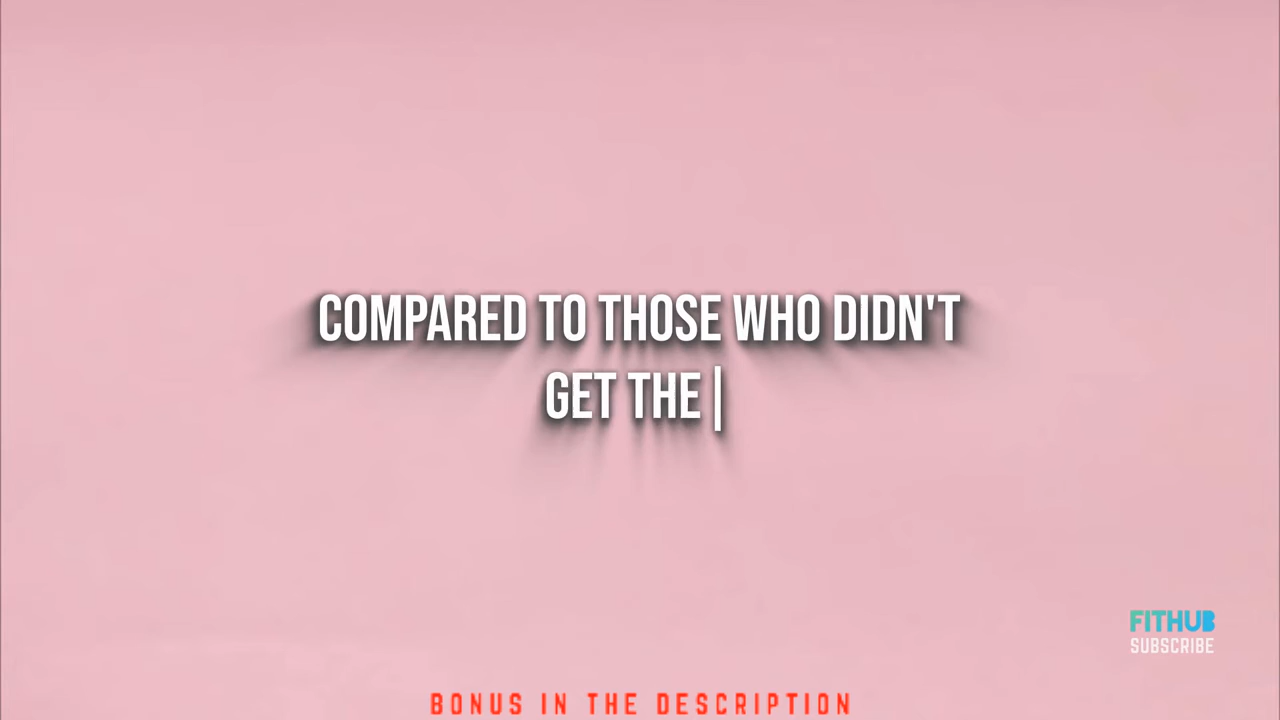 COMPARED TO THOSE WHO DIDN'T
GET THE |
FITHUB
SUBSCRIBE
BONUS IN THE DESCRIPTION